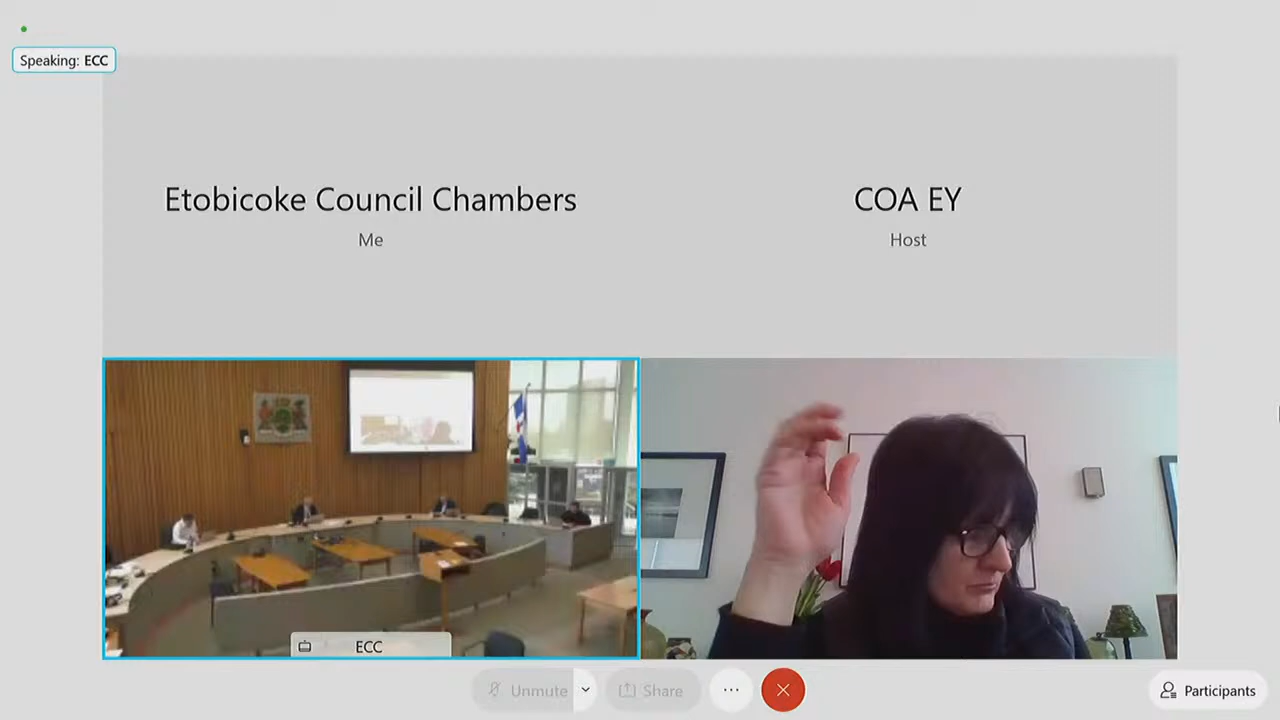 Speaking: ECC
Etobicoke Council Chambers
Me
COA EY
Host
ECC
Unmute
Share
Participants